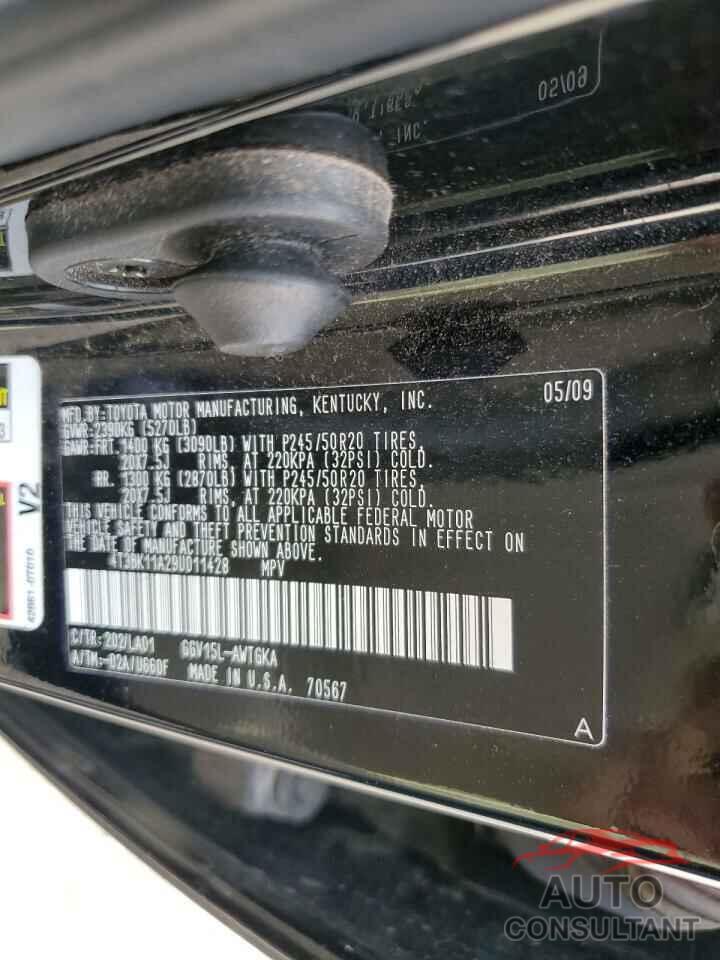 05/09
MFD.BY:TOYOTA MOTOR MANUFACTURING, KENTUCKY, INC.
GVWR:2390KG (5270LB)
GAWR:FRT.1400 KG (3090LB) WITH P245/50R20 TIRES,
20X7.5J RIMS, AT 220KPA (32PSI) COLD.
RR. 1300 KG (2870LB) WITH P245/50R20 TIRES,
20X7.5J RIMS, AT 220KPA (32PSI) COLD.
THIS VEHICLE CONFORMS TO ALL APPLICABLE FEDERAL MOTOR
VEHICLE SAFETY AND THEFT PREVENTION STANDARDS IN EFFECT ON
THE DATE OF MANUFACTURE SHOWN ABOVE.
4T3BK11A29U011428 MPV
C/TR:202/LA01 GGV15L-AWTGKA
A/TM:-02A/U660F MADE IN U.S.A. 70567
A
V2
AUTO
CONSULTANT